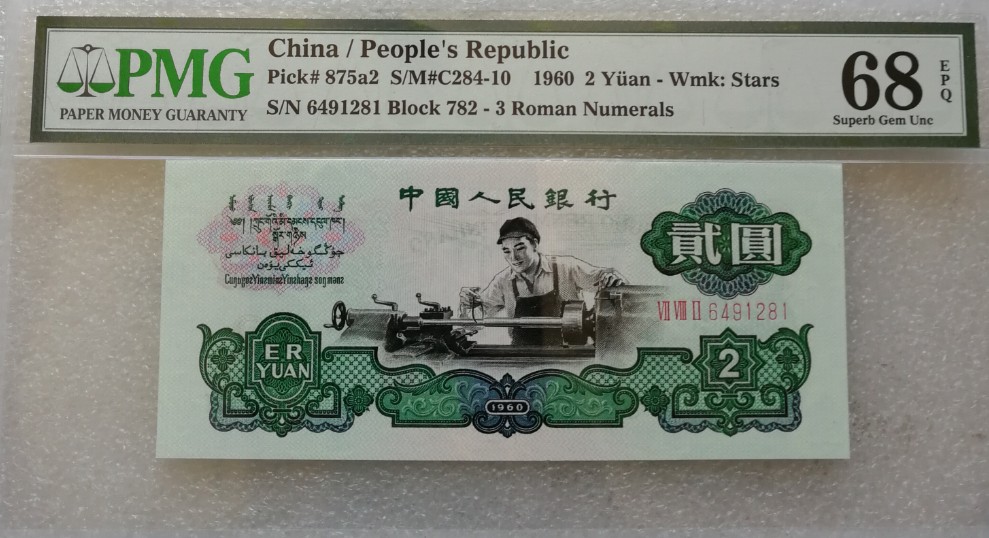 PMG
PAPER MONEY GUARANTY
China / People's Republic
Pick# 875a2 S/M#C284-10 1960 2 Yüan - Wmk: Stars
S/N 6491281 Block 782 - 3 Roman Numerals
68
EPQ
Superb Gem Unc
中國人民銀行
貳圓
VII VIII II 6491281
ER
YUAN
2
1960